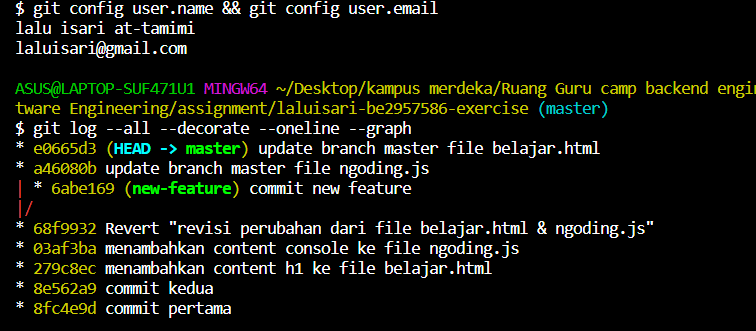 $ git config user.name && git config user.email
lalu isari at-tamimi
laluisari@gmail.com
ASUS@LAPTOP-SUF471U1 MINGW64 ~/Desktop/kampus merdeka/Ruang Guru camp backend engi
tware Engineering/assignment/laluisari-be2957586-exercise (master)
$ git log --all --decorate --oneline --graph
* e0665d3 (HEAD -> master) update branch master file belajar.html
* a46080b update branch master file ngoding.js
| * 6abe169 (new-feature) commit new feature
|/
* 68f9932 Revert "revisi perubahan dari file belajar.html & ngoding.js"
* 03af3ba menambahkan content console ke file ngoding.js
* 279c8ec menambahkan content h1 ke file belajar.html
* 8e562a9 commit kedua
* 8fc4e9d commit pertama